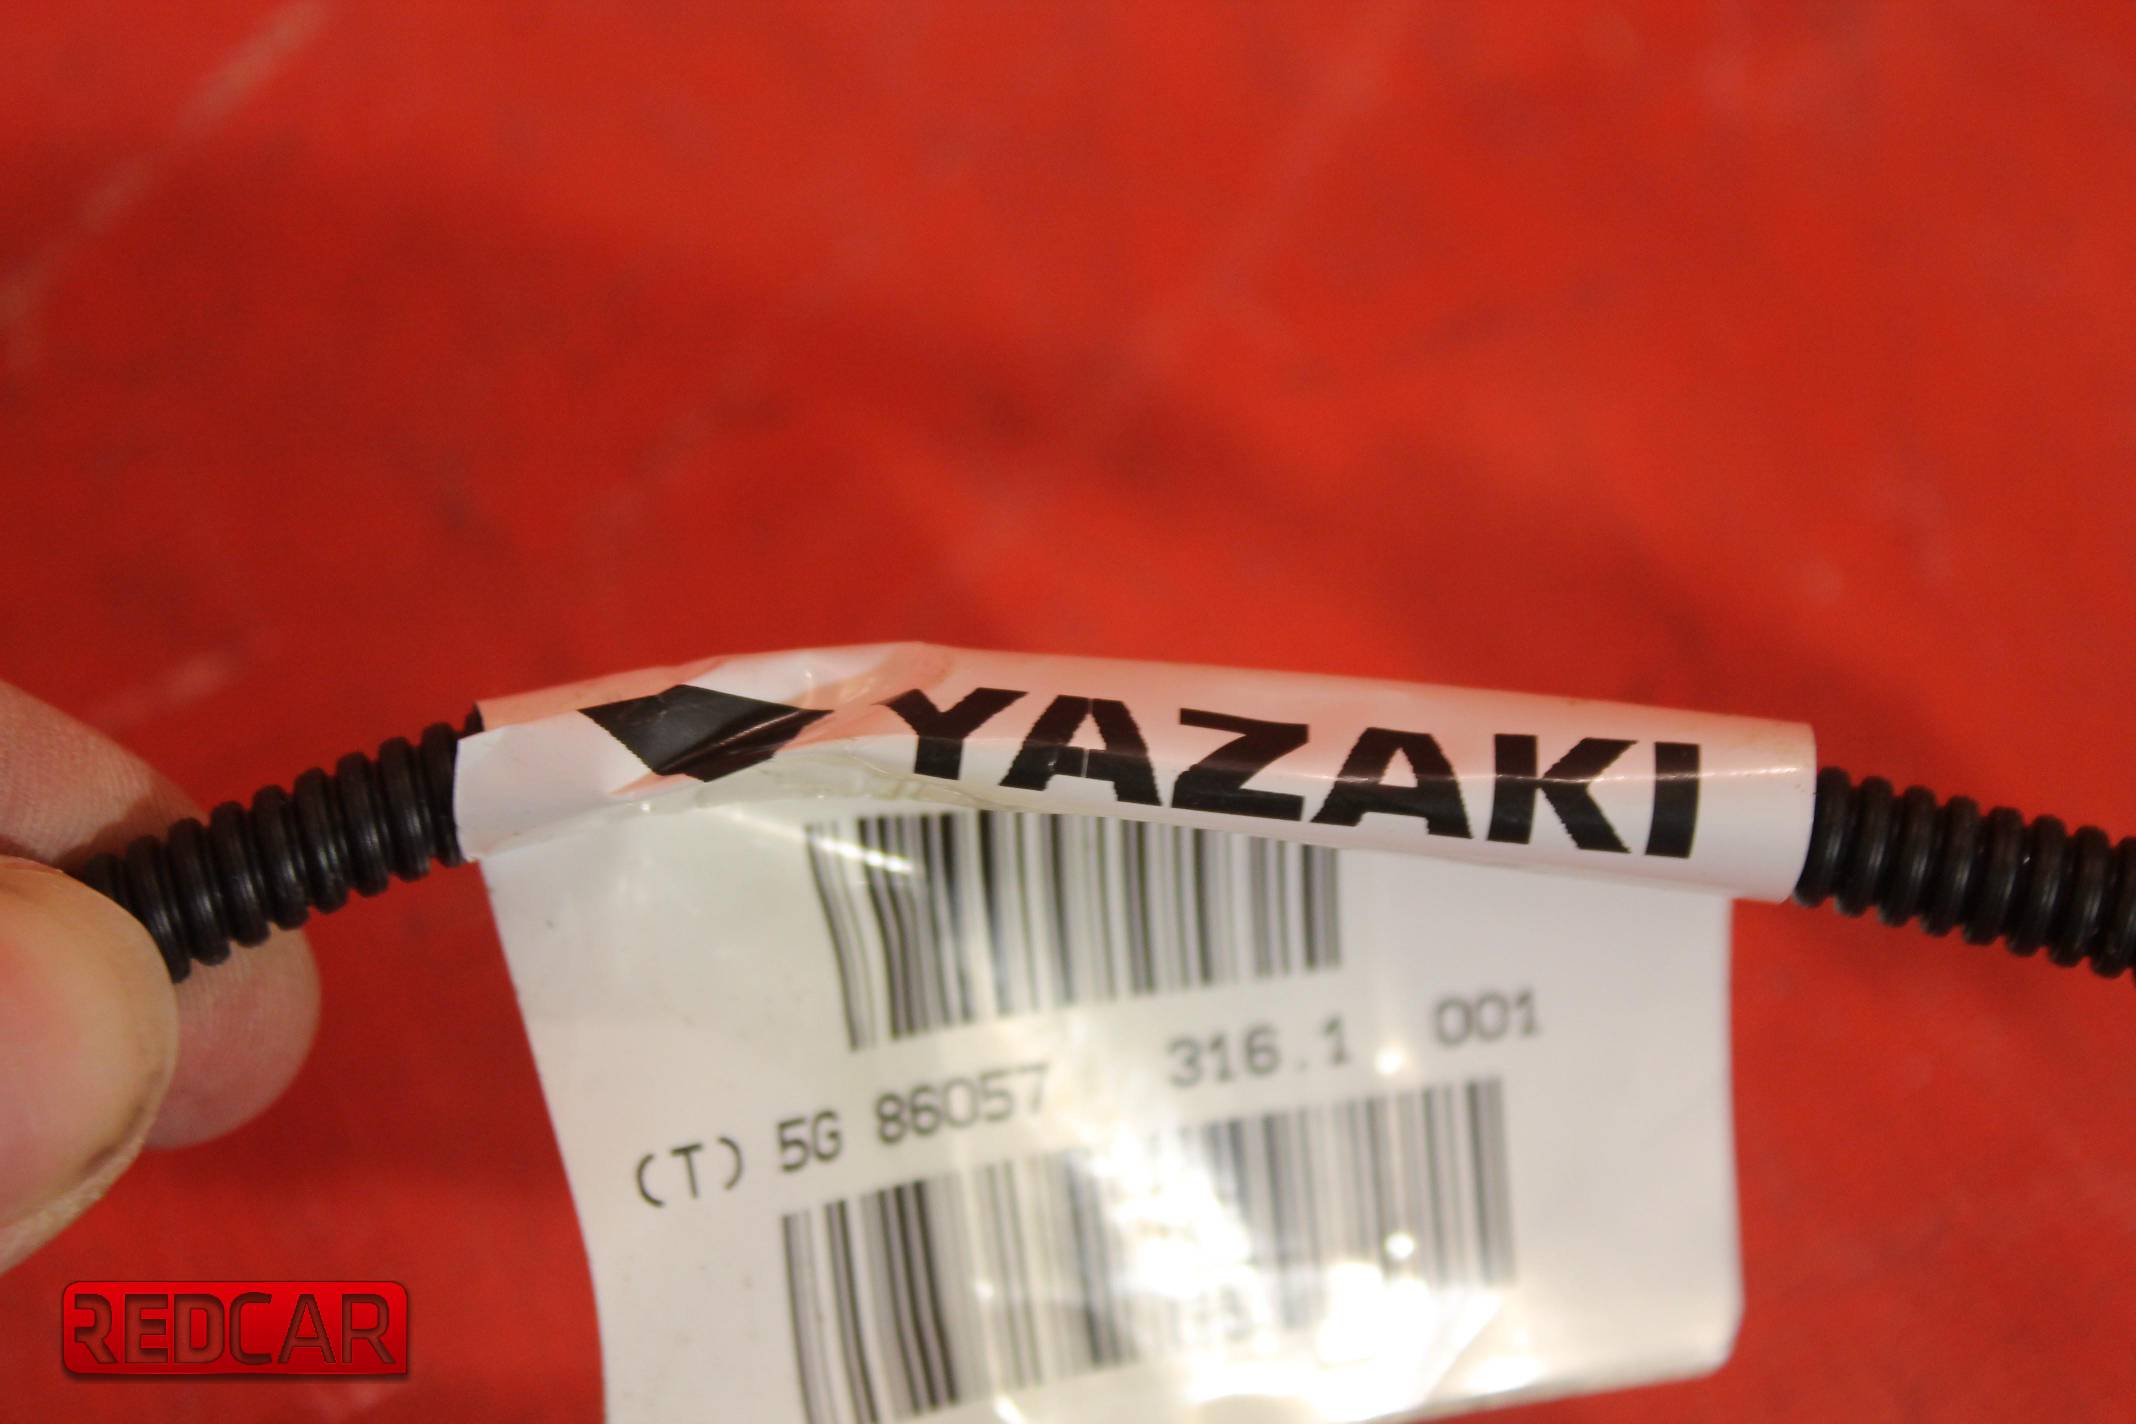 YAZAKI
(T) 5G 86057 316.1 001
REDCAR